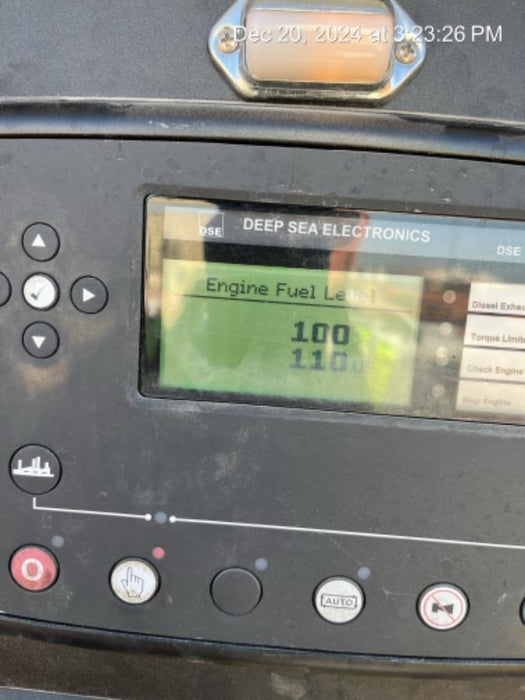 Dec 20, 2024 at 3:23:26 PM
DSE DEEP SEA ELECTRONICS
DSE
Engine Fuel Level
100
110
Diesel Exhau
Torque Limit
Check Engine
Stop Engine
AUTO